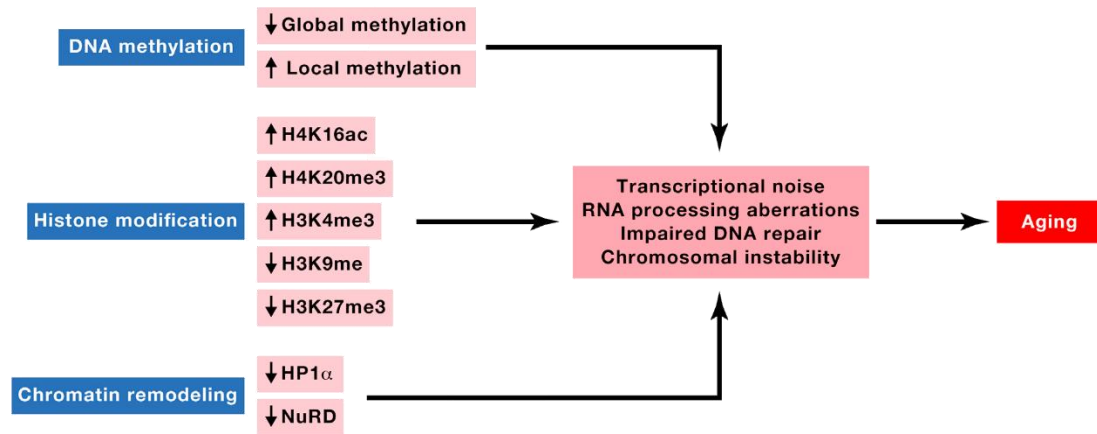 DNA methylation
↓ Global methylation
↑ Local methylation
Histone modification
↑ H4K16ac
↑ H4K20me3
↑ H3K4me3
↓ H3K9me
↓ H3K27me3
Chromatin remodeling
↓ HP1α
↓ NuRD
Transcriptional noise
RNA processing aberrations
Impaired DNA repair
Chromosomal instability
Aging